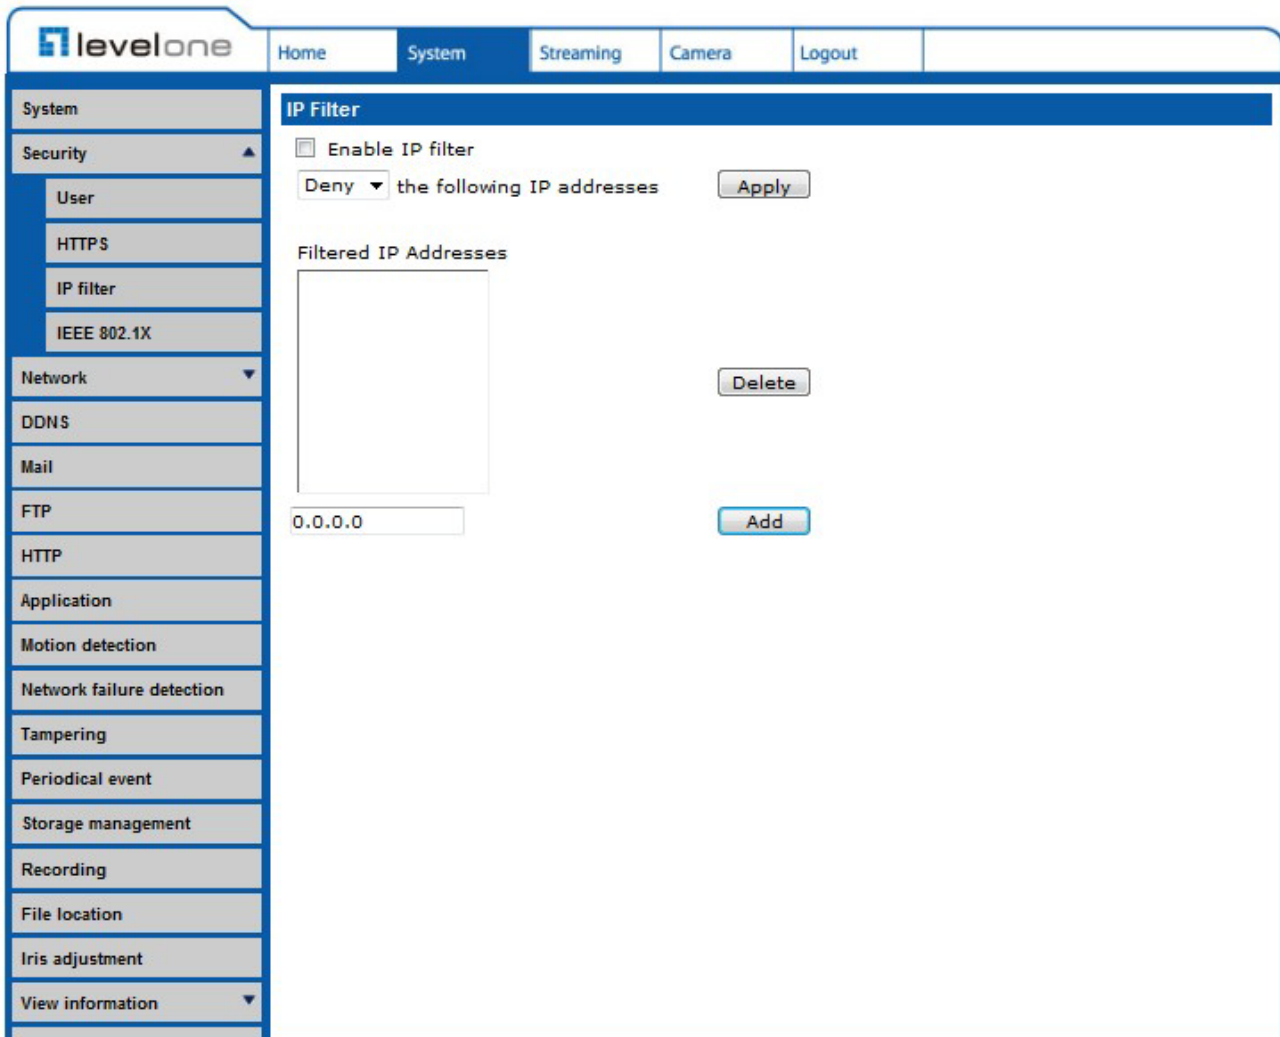 levelone
Home System Streaming Camera Logout
System
Security
User
HTTPS
IP filter
IEEE 802.1X
Network
DDNS
Mail
FTP
HTTP
Application
Motion detection
Network failure detection
Tampering
Periodical event
Storage management
Recording
File location
Iris adjustment
View information
IP Filter
Enable IP filter
Deny the following IP addresses Apply
Filtered IP Addresses
Delete
0.0.0.0 Add